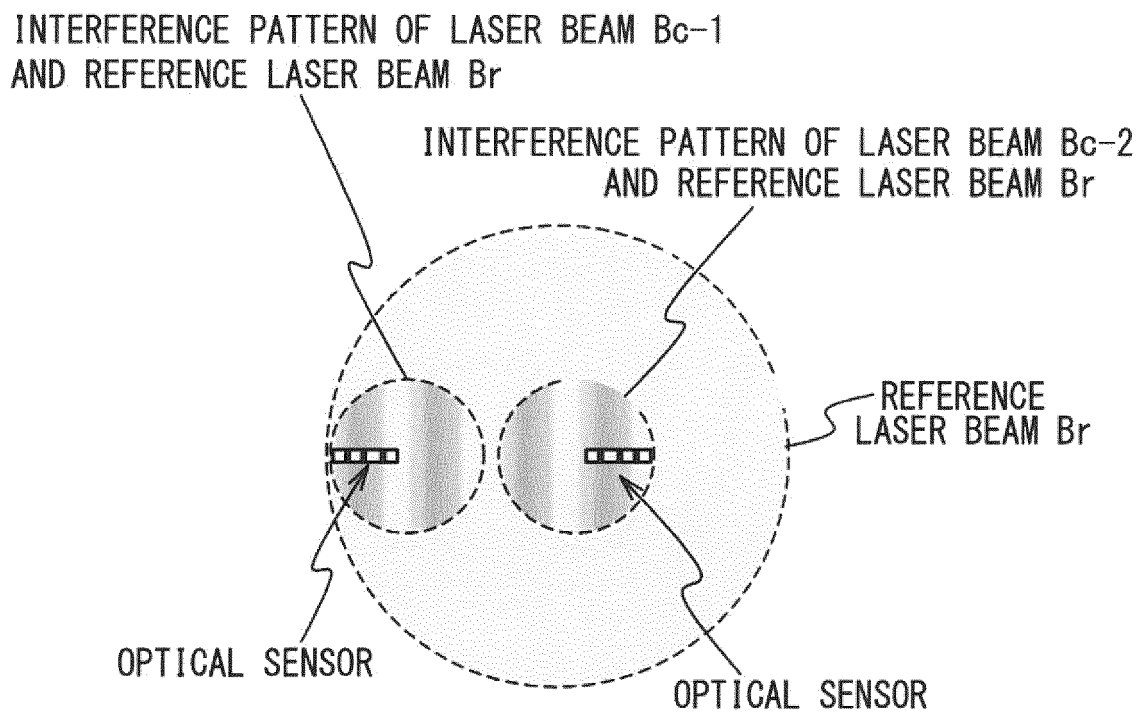 INTERFERENCE PATTERN OF LASER BEAM Bc-1
AND REFERENCE LASER BEAM Br
INTERFERENCE PATTERN OF LASER BEAM Bc-2
AND REFERENCE LASER BEAM Br
REFERENCE
LASER BEAM Br
OPTICAL SENSOR
OPTICAL SENSOR